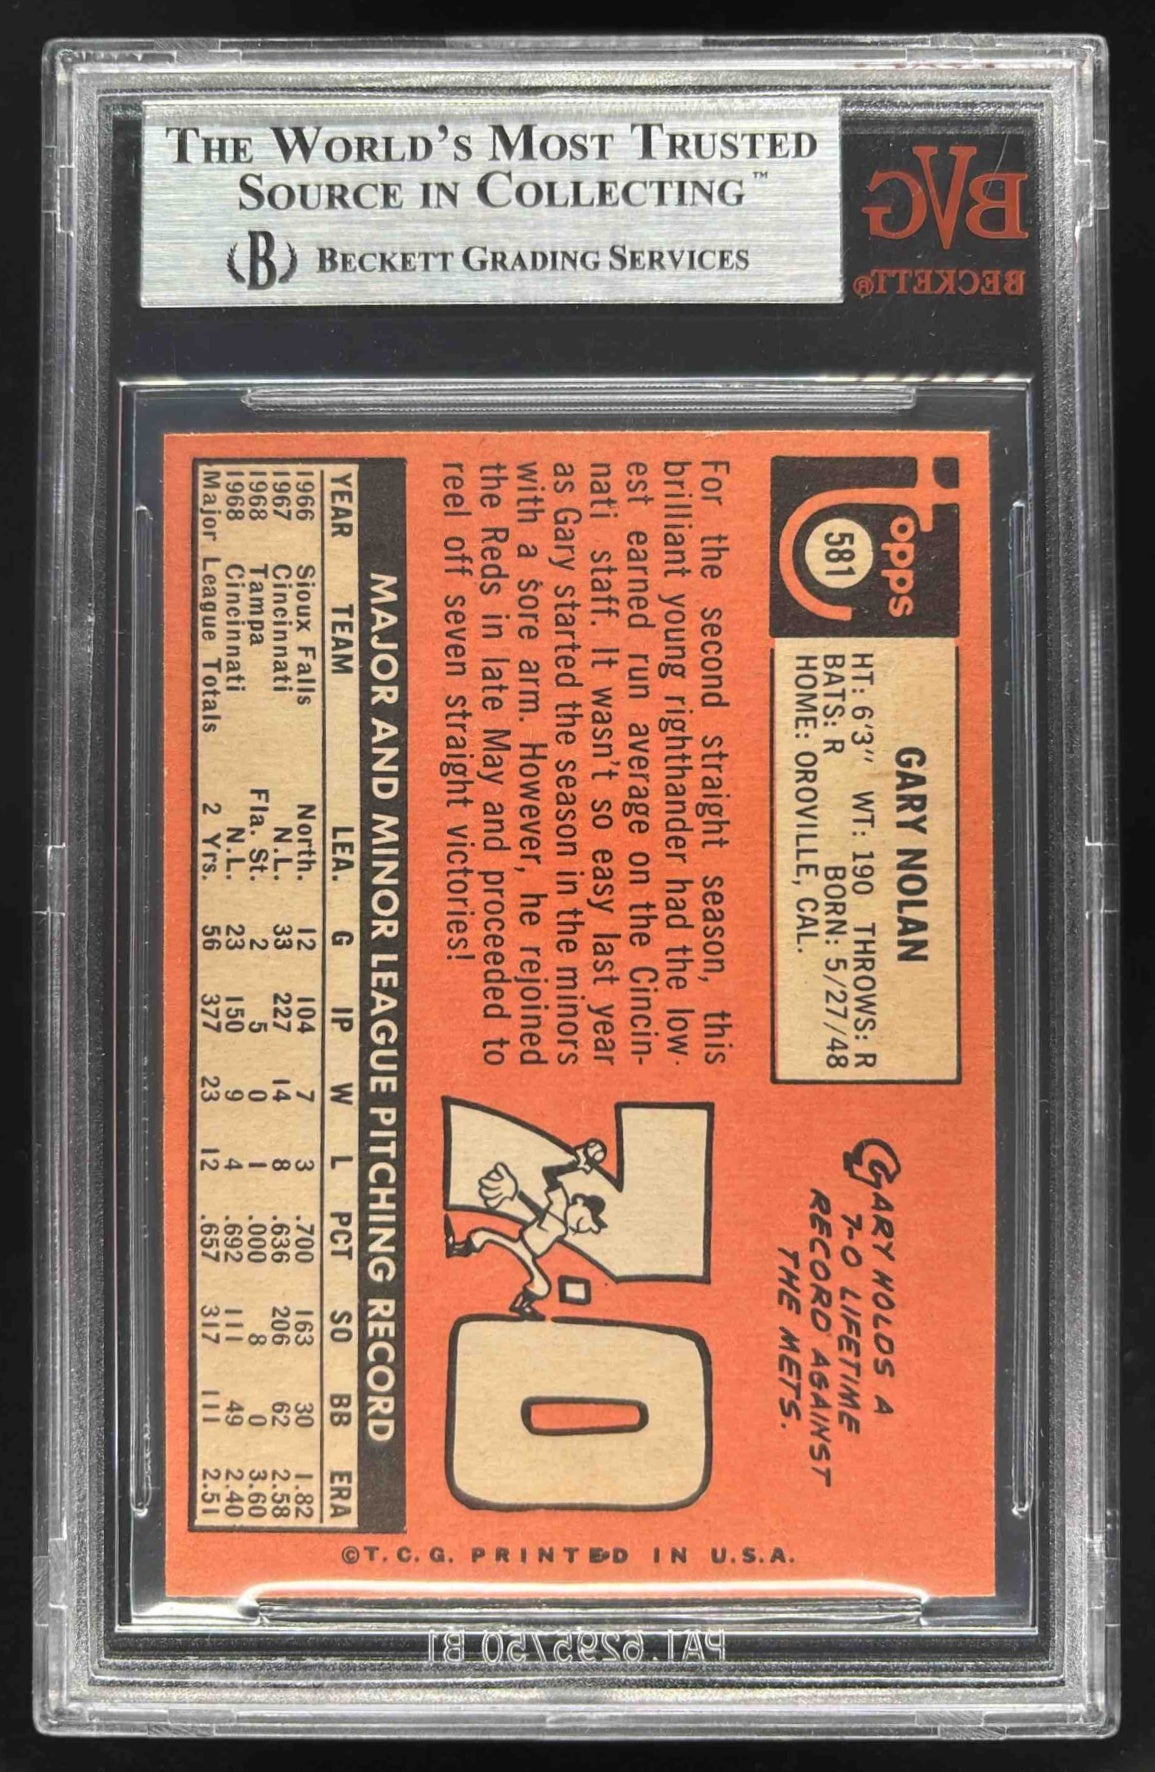 THE WORLD'S MOST TRUSTED
SOURCE IN COLLECTING™
B BECKETT GRADING SERVICES
BVG
BECKETT®
Topps
581
GARY NOLAN
HT: 6'3" WT: 190 THROWS: R
BATS: R BORN: 5/27/48
HOME: OROVILLE, CAL.
GARY HOLDS A
7-0 LIFETIME
RECORD AGAINST
THE METS.
For the second straight season, this
brilliant young righthander had the low-
est earned run average on the Cincin-
nati staff. It wasn't so easy last year
as Gary started the season in the minors
with a sore arm. However, he rejoined
the Reds in late May and proceeded to
reel off seven straight victories!
7-0
MAJOR AND MINOR LEAGUE PITCHING RECORD
YEAR TEAM LEA. G IP W L PCT SO BB ERA
1966 Sioux Falls North. 12 104 7 3 .700 163 30 1.82
1967 Cincinnati N.L. 33 227 14 8 .636 206 62 2.58
1968 Tampa Fla. St. 2 5 0 1 .000 8 0 3.60
1968 Cincinnati N.L. 23 150 9 4 .692 111 49 2.40
Major League Totals 2 Yrs. 56 377 23 12 .657 317 111 2.51
©T.C.G. PRINTED IN U.S.A.